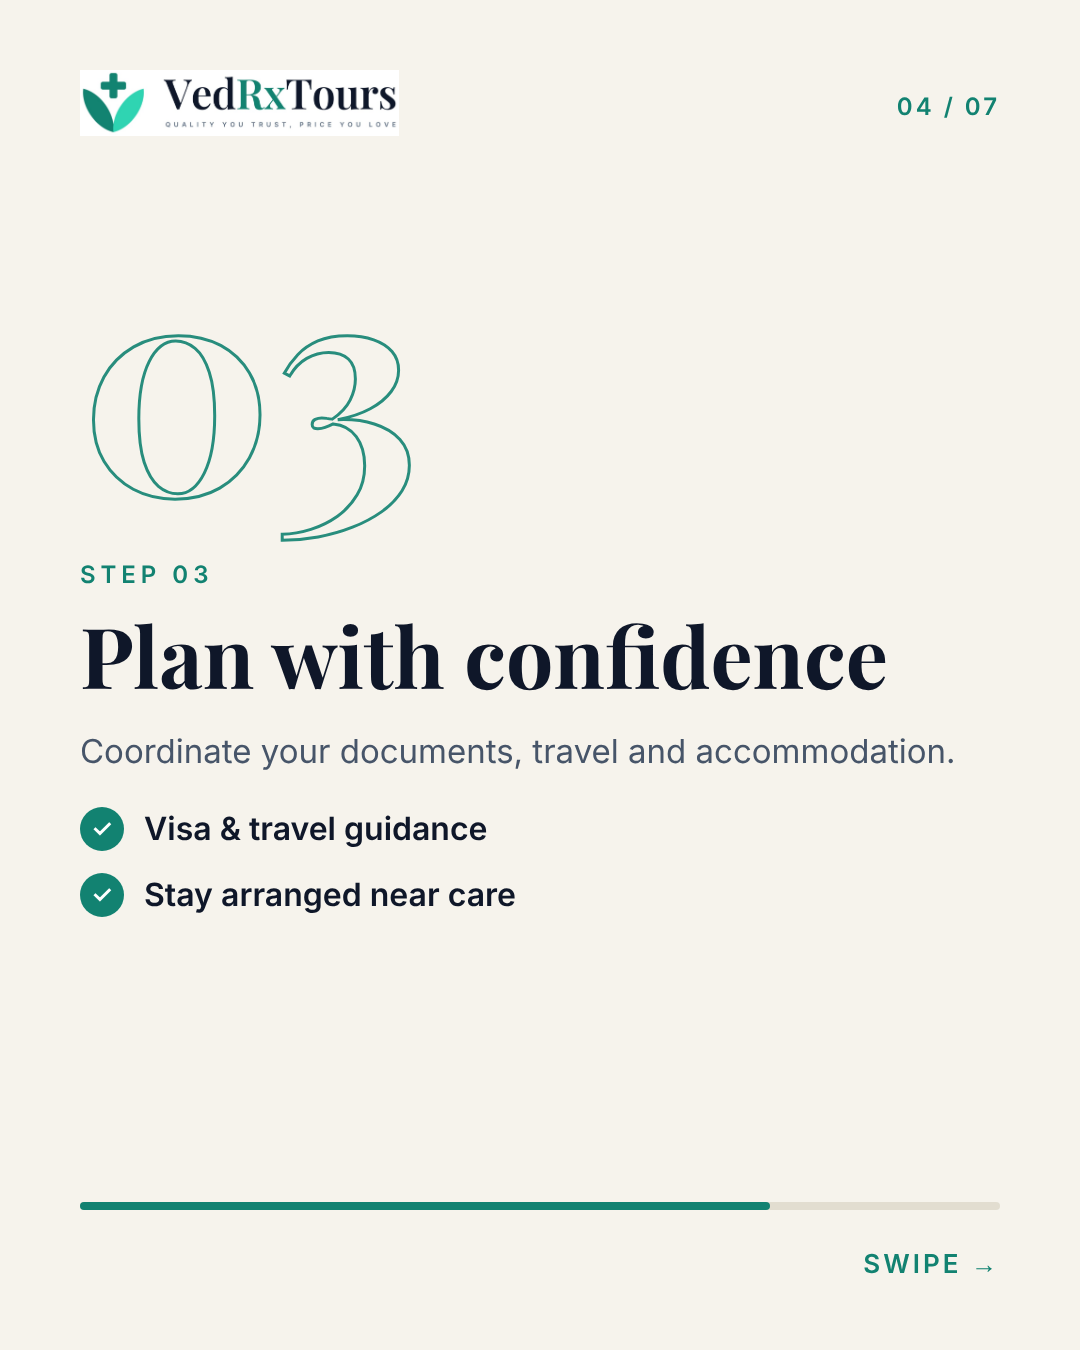 VedRxTours
QUALITY YOU TRUST, PRICE YOU LOVE
04 / 07
03
STEP 03
Plan with confidence
Coordinate your documents, travel and accommodation.
Visa & travel guidance
Stay arranged near care
SWIPE →